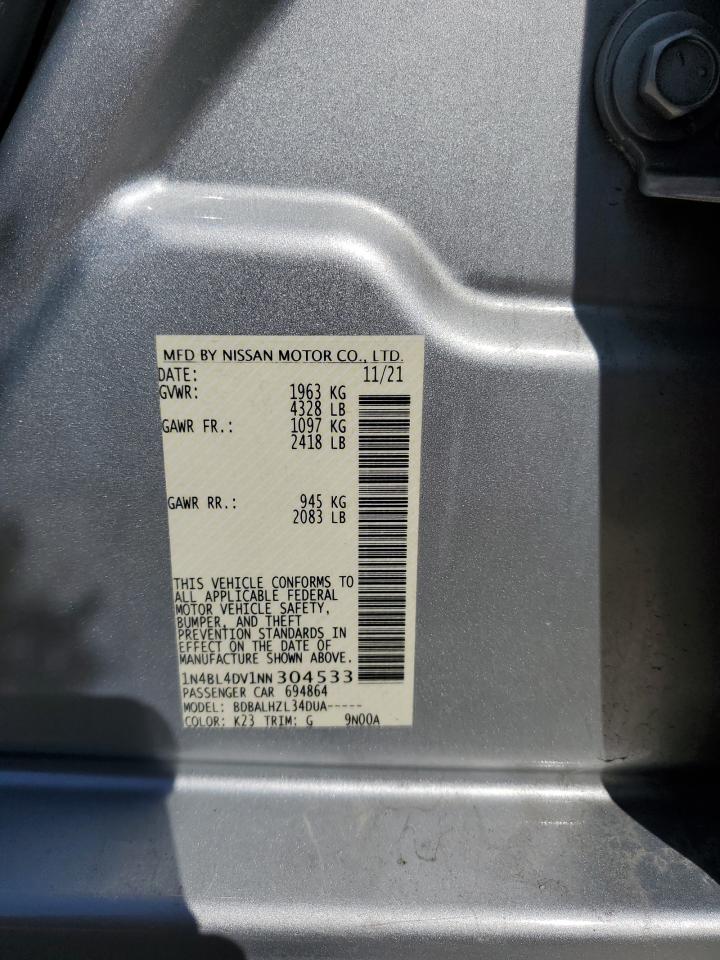 MFD BY NISSAN MOTOR CO., LTD.
DATE: 11/21
GVWR: 1963 KG
4328 LB
GAWR FR.: 1097 KG
2418 LB
GAWR RR.: 945 KG
2083 LB
THIS VEHICLE CONFORMS TO
ALL APPLICABLE FEDERAL
MOTOR VEHICLE SAFETY,
BUMPER, AND THEFT
PREVENTION STANDARDS IN
EFFECT ON THE DATE OF
MANUFACTURE SHOWN ABOVE.
1N4BL4DV1NN304533
PASSENGER CAR 694864
MODEL: BDBALHZL34DUA-----
COLOR: K23 TRIM: G 9N00A